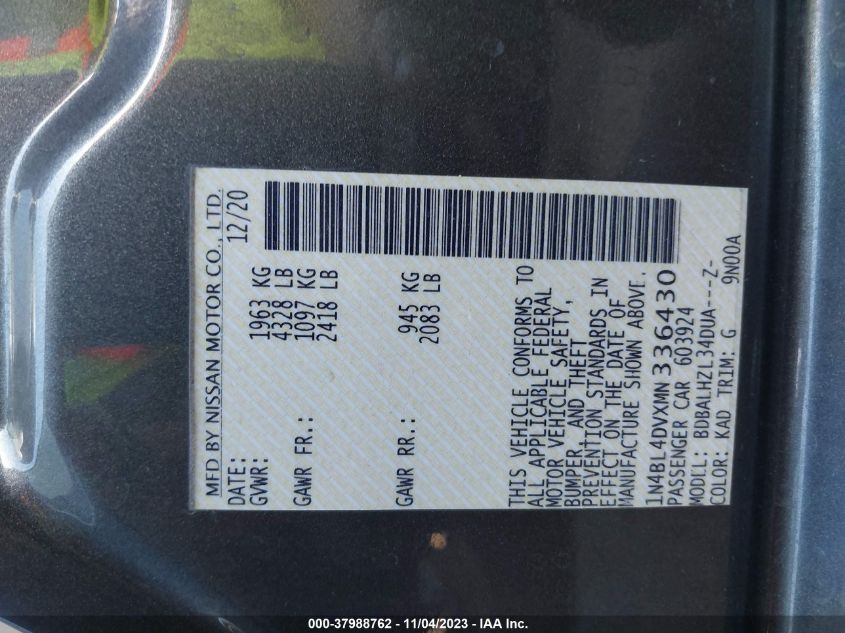 MFD BY NISSAN MOTOR CO., LTD.
DATE: 12/20
GVWR: 1963 KG
4328 LB
GAWR FR.: 1097 KG
2418 LB
GAWR RR.: 945 KG
2083 LB
THIS VEHICLE CONFORMS TO
ALL APPLICABLE FEDERAL
MOTOR VEHICLE SAFETY,
BUMPER, AND THEFT
PREVENTION STANDARDS IN
EFFECT ON THE DATE OF
MANUFACTURE SHOWN ABOVE.
1N4BL4DVXMN336430
PASSENGER CAR 603924
MODEL: BDBALHZL34DUA---Z-
COLOR: KAD TRIM: G 9N00A
000-37988762 - 11/04/2023 - IAA Inc.